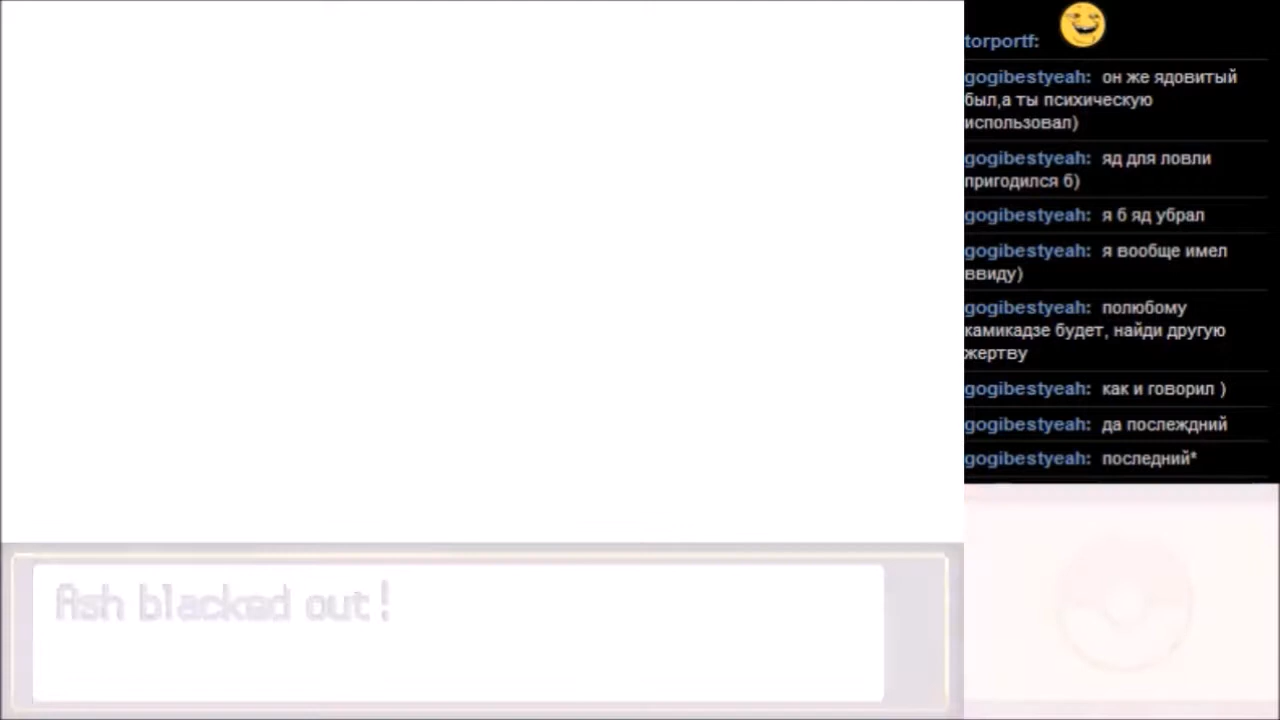 torportf:
gogibestyeah: он же ядовитый
был,а ты психическую
использовал)
gogibestyeah: яд для ловли
пригодился б)
gogibestyeah: я б яд убрал
gogibestyeah: я вообще имел
ввиду)
gogibestyeah: полюбому
камикадзе будет, найди другую
жертву
gogibestyeah: как и говорил )
gogibestyeah: да послеждний
gogibestyeah: последний*
Ash blacked out!